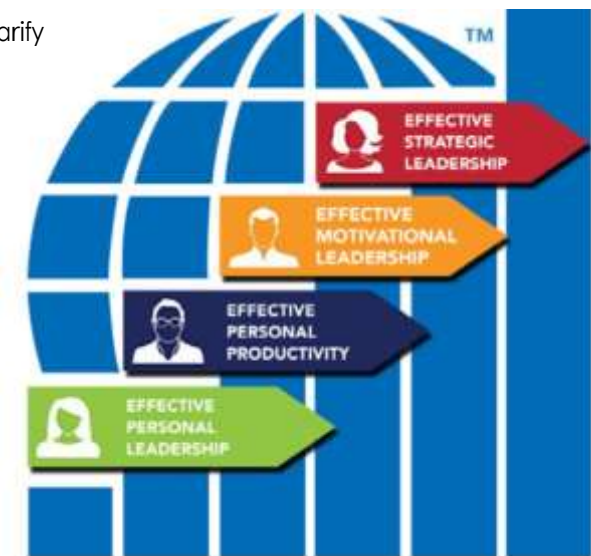 arify
TM
EFFECTIVE
STRATEGIC
LEADERSHIP
EFFECTIVE
MOTIVATIONAL
LEADERSHIP
EFFECTIVE
PERSONAL
PRODUCTIVITY
EFFECTIVE
PERSONAL
LEADERSHIP